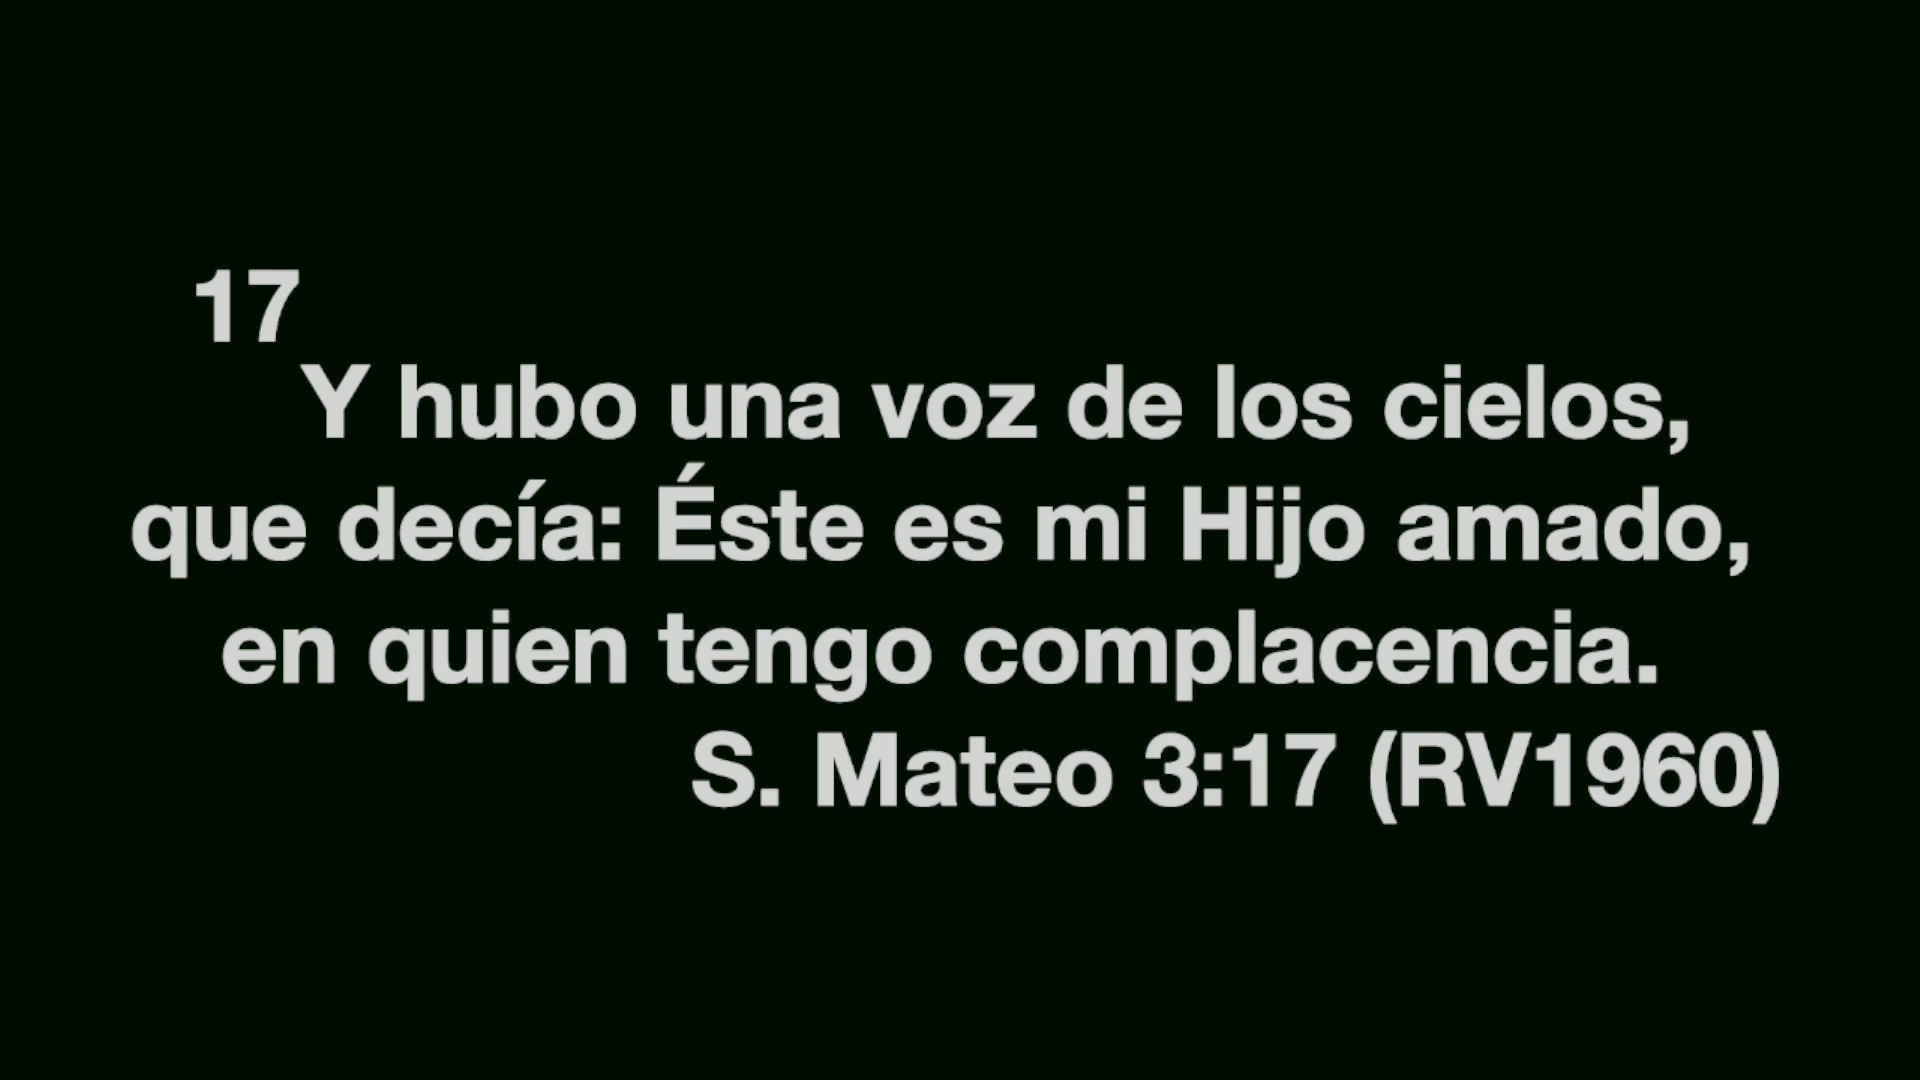 17
Y hubo una voz de los cielos,
que decía: Éste es mi Hijo amado,
en quien tengo complacencia.
S. Mateo 3:17 (RV1960)